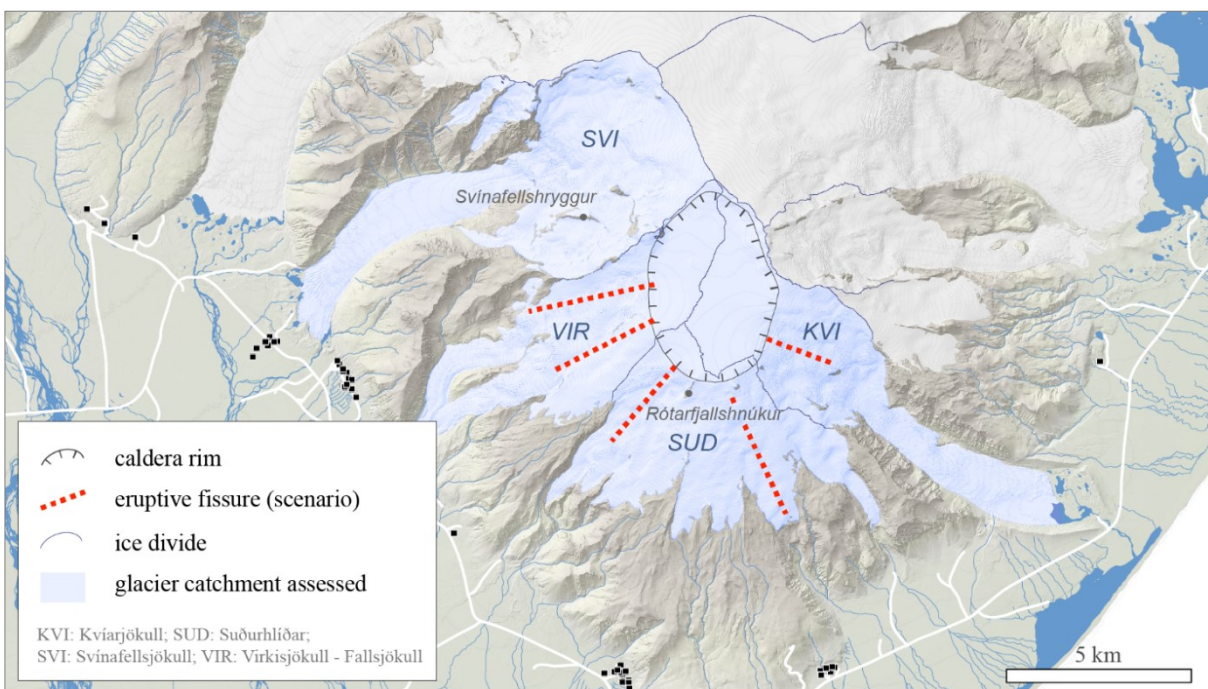 SVI
Svínafellshryggur
VIR
KVI
Rótarfjallshnúkur
SUD
caldera rim
eruptive fissure (scenario)
ice divide
glacier catchment assessed
KVI: Kvíarjökull; SUD: Suðurhlíðar;
SVI: Svínafellsjökull; VIR: Virkisjökull - Fallsjökull
5 km